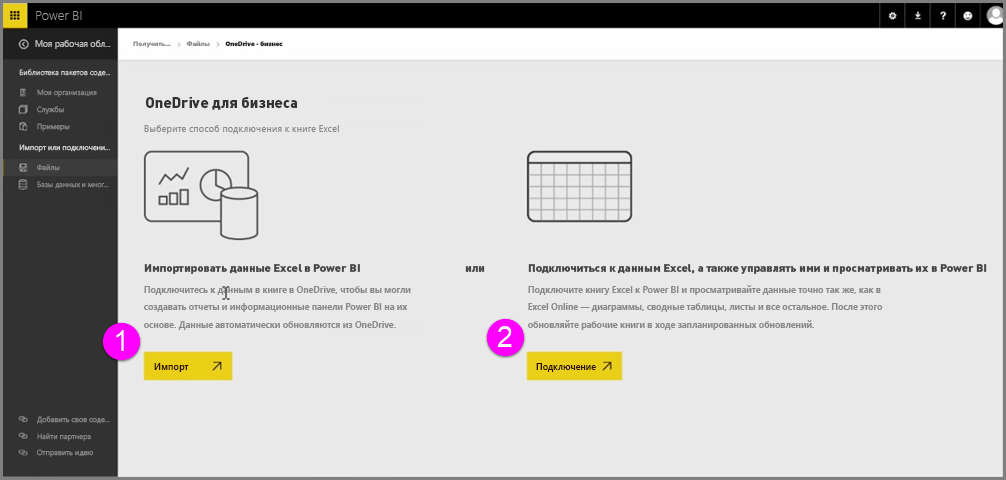 Power BI
?
Моя рабочая обл...
Получить... > Файлы > OneDrive - бизнес
Библиотека пакетов соде...
Моя организация
Службы
Примеры
Импорт или подключени...
Файлы
Базы данных и мног...
OneDrive для бизнеса
Выберите способ подключения к книге Excel
Импортировать данные Excel в Power BI
Подключитесь к данным в книге в OneDrive, чтобы вы могли
создавать отчеты и информационные панели Power BI на их
основе. Данные автоматически обновляются из OneDrive.
1
Импорт
или
Подключиться к данным Excel, а также управлять ими и просматривать их в Power BI
Подключите книгу Excel к Power BI и просматривайте данные точно так же, как в
Excel Online — диаграммы, сводные таблицы, листы и все остальное. После этого
обновляйте рабочие книги в ходе запланированных обновлений.
2
Подключение
Добавить свое соде...
Найти партнера
Отправить идею